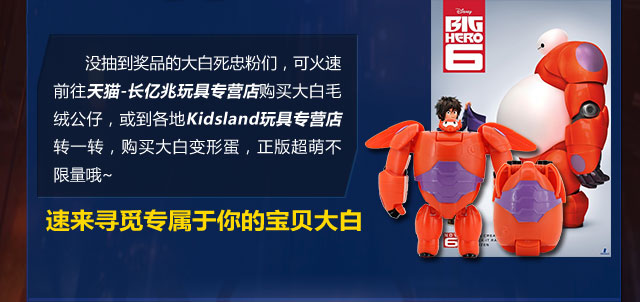 没抽到奖品的大白死忠粉们，可火速
前往天猫-长亿兆玩具专营店购买大白毛
绒公仔，或到各地Kidsland玩具专营店
转一转，购买大白变形蛋，正版超萌不
限量哦~
速来寻觅专属于你的宝贝大白
Disney
BIG
HERO
6